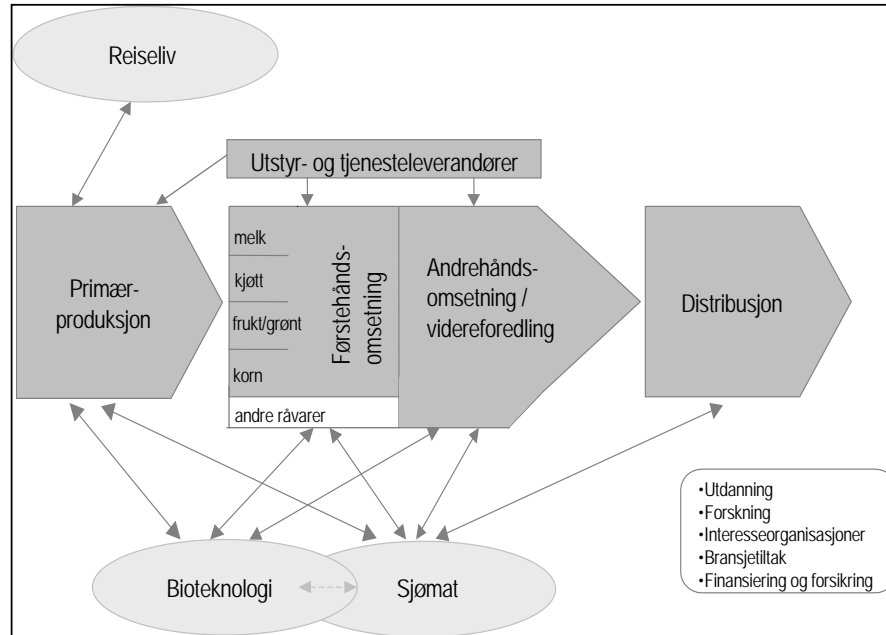 Reiseliv
Utstyr- og tjenesteleverandører
Primær-
produksjon
melk
kjøtt
frukt/grønt
korn
andre råvarer
Førstehånds-
omsetning
Andrehånds-
omsetning /
videreforedling
Distribusjon
Bioteknologi
Sjømat
•Utdanning
•Forskning
•Interesseorganisasjoner
•Bransjetiltak
•Finansiering og forsikring